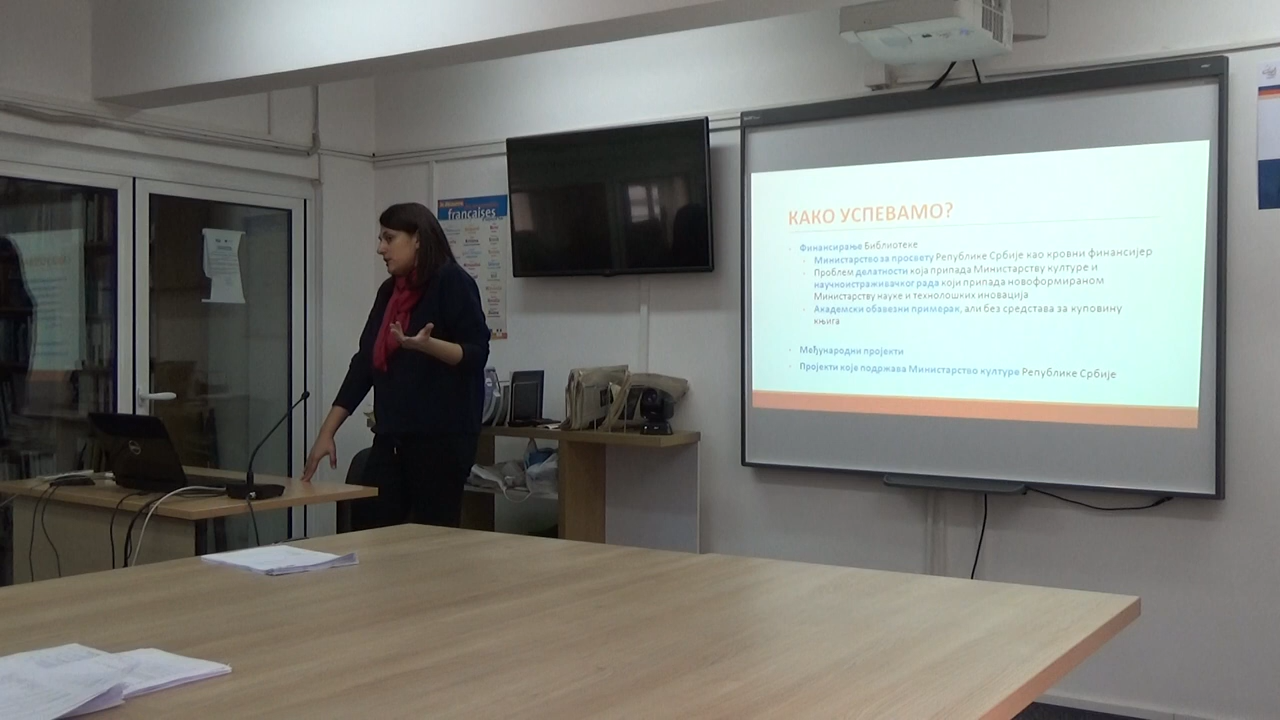 françaises
КАКО УСПЕВАМО?
Финансирање Библиотеке
Министарство за просвету Републике Србије као кровни финансијер
Проблем делатности која припада Министарству културе и
научноистраживачког рада који припада новоформираном
Министарству науке и технолошких иновација
Академски обавезни примерак, али без средстава за куповину
књига
Међународни пројекти
Пројекти које подржава Министарство културе Републике Србије